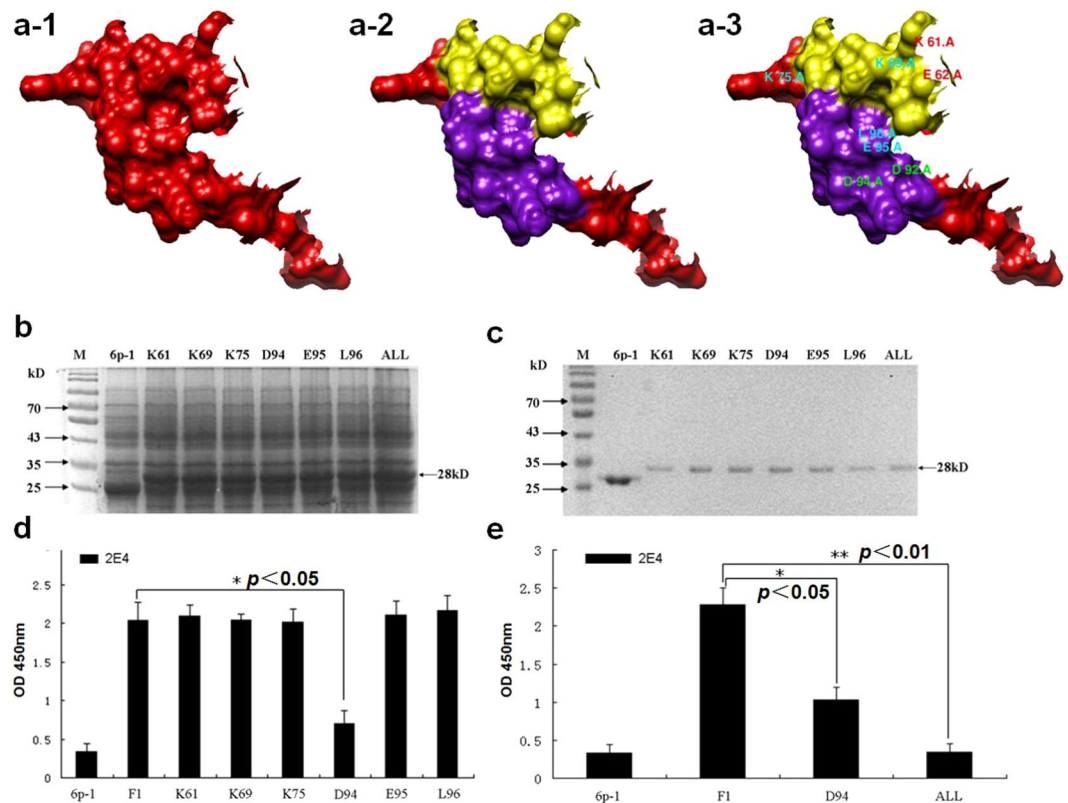 a-1
a-2
a-3
K 61.A
K 69.A
K 75.A
E 62.A
L 96.A
E 95.A
D 92.A
D 94.A
b
M 6p-1 K61 K69 K75 D94 E95 L96 ALL
kD
70
43
35
28kD
25
c
M 6p-1 K61 K69 K75 D94 E95 L96 ALL
kD
70
43
35
28kD
25
d
2E4
* p<0.05
2.5
2
1.5
1
0.5
0
OD 450nm
6p-1 F1 K61 K69 K75 D94 E95 L96
e
3
2E4
** p<0.01
*
p<0.05
2.5
2
1.5
1
0.5
0
OD 450nm
6p-1 F1 D94 ALL